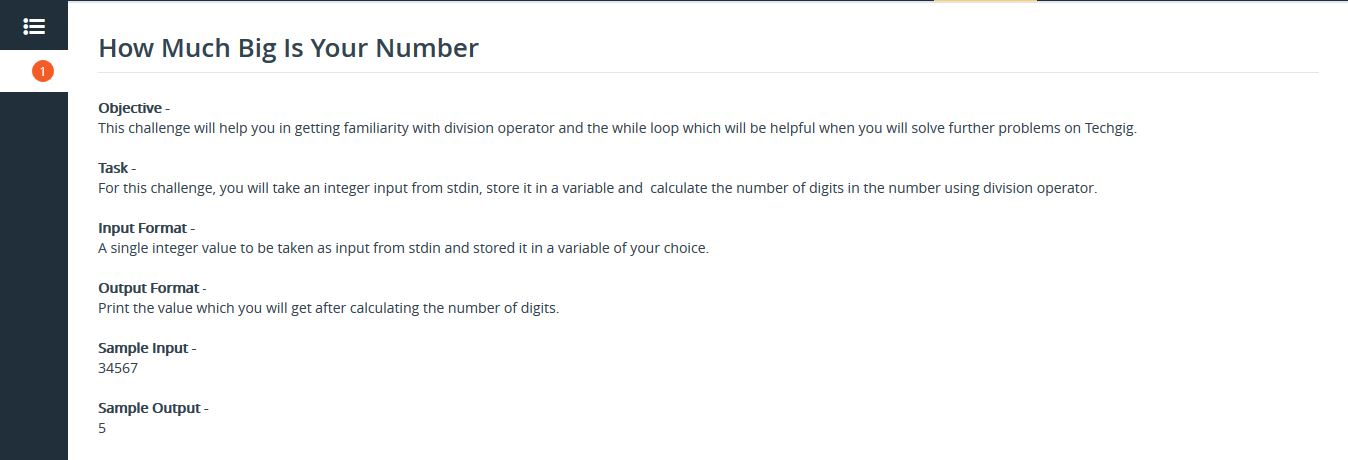 How Much Big Is Your Number
1
Objective -
This challenge will help you in getting familiarity with division operator and the while loop which will be helpful when you will solve further problems on Techgig.
Task -
For this challenge, you will take an integer input from stdin, store it in a variable and  calculate the number of digits in the number using division operator.
Input Format -
A single integer value to be taken as input from stdin and stored it in a variable of your choice.
Output Format -
Print the value which you will get after calculating the number of digits.
Sample Input -
34567
Sample Output -
5